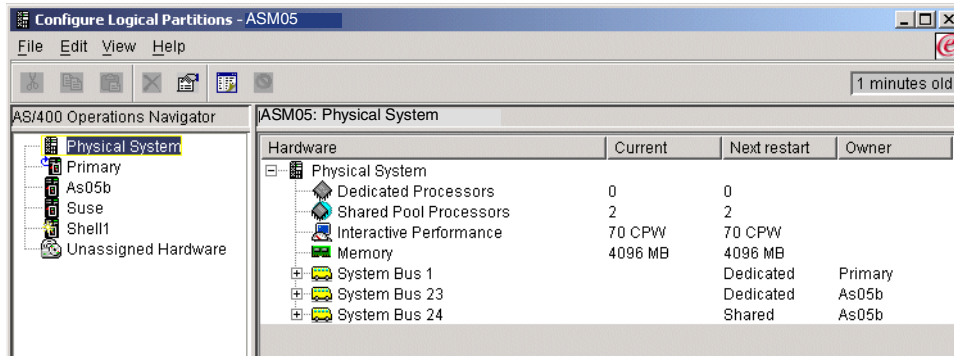 Configure Logical Partitions - ASM05
File Edit View Help
1 minutes old
AS/400 Operations Navigator
ASM05: Physical System
Physical System
Primary
As05b
Suse
Shell1
Unassigned Hardware
Hardware Current Next restart Owner
Physical System
Dedicated Processors 0 0
Shared Pool Processors 2 2
Interactive Performance 70 CPW 70 CPW
Memory 4096 MB 4096 MB
System Bus 1 Dedicated Primary
System Bus 23 Dedicated As05b
System Bus 24 Shared As05b